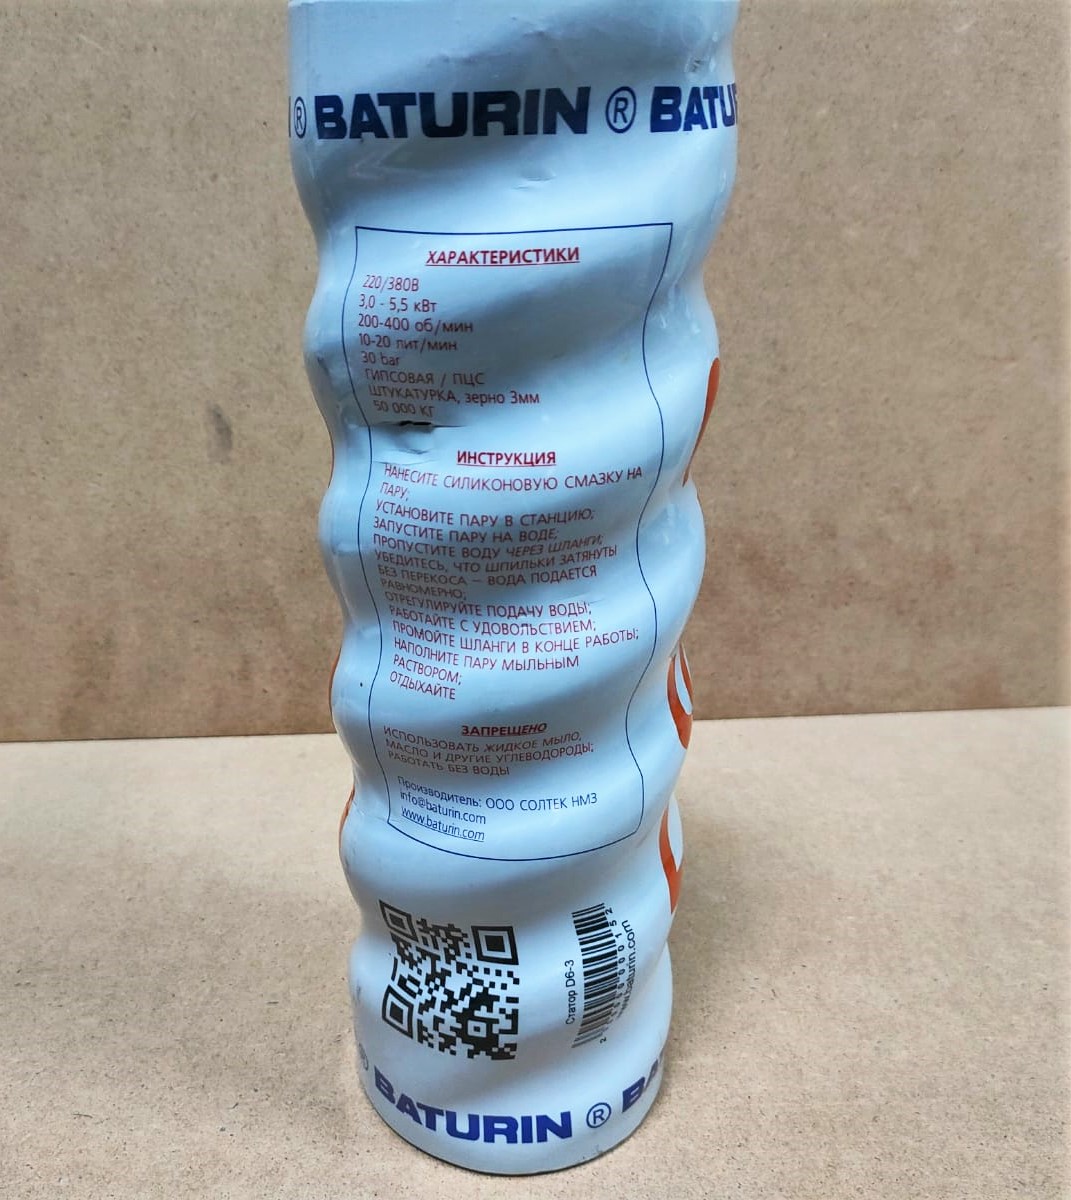 ® BATURIN ® BATU
ХАРАКТЕРИСТИКИ
220/380В
3,0 - 5,5 кВт
200-400 об/мин
10-20 лит/мин
30 bar
ГИПСОВАЯ / ПЦС
ШТУКАТУРКА, зерно 3мм
50 000 КГ
ИНСТРУКЦИЯ
НАНЕСИТЕ СИЛИКОНОВУЮ СМАЗКУ НА
ПАРУ;
УСТАНОВИТЕ ПАРУ В СТАНЦИЮ;
ЗАПУСТИТЕ ПАРУ НА ВОДЕ;
ПРОПУСТИТЕ ВОДУ ЧЕРЕЗ ШЛАНГИ;
УБЕДИТЕСЬ, ЧТО ШПИЛЬКИ ЗАТЯНУТЫ
БЕЗ ПЕРЕКОСА – ВОДА ПОДАЕТСЯ
РАВНОМЕРНО;
ОТРЕГУЛИРУЙТЕ ПОДАЧУ ВОДЫ;
РАБОТАЙТЕ С УДОВОЛЬСТВИЕМ;
ПРОМОЙТЕ ШЛАНГИ В КОНЦЕ РАБОТЫ;
НАПОЛНИТЕ ПАРУ МЫЛЬНЫМ
РАСТВОРОМ;
ОТДЫХАЙТЕ
ЗАПРЕЩЕНО
ИСПОЛЬЗОВАТЬ ЖИДКОЕ МЫЛО,
МАСЛО И ДРУГИЕ УГЛЕВОДОРОДЫ;
РАБОТАТЬ БЕЗ ВОДЫ
Производитель: ООО СОЛТЕК НМЗ
info@baturin.com
www.baturin.com
Статор D6-3
www.baturin.com
® BATURIN ® BA